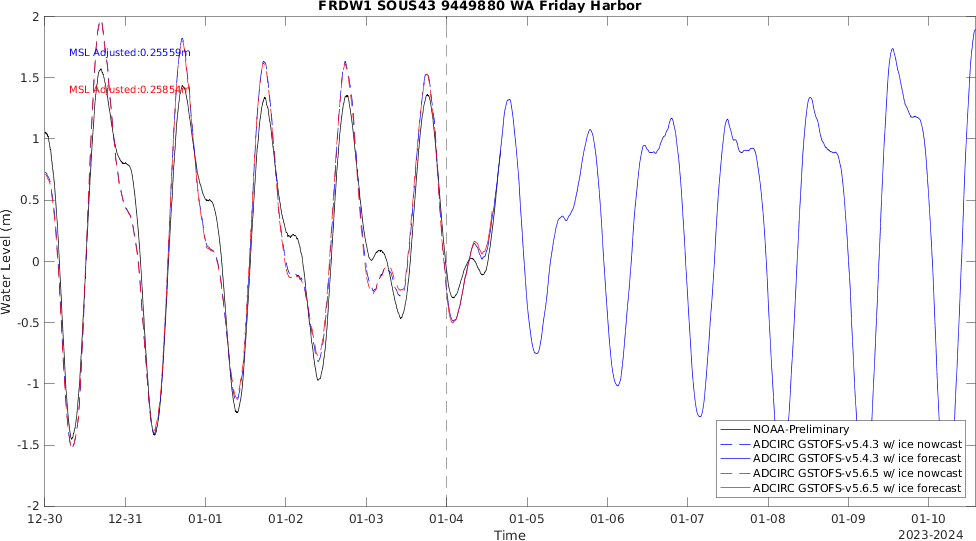 FRDW1 SOUS43 9449880 WA Friday Harbor
MSL Adjusted:0.25559m
MSL Adjusted:0.25854m
Water Level (m)
2
1.5
1
0.5
0
-0.5
-1
-1.5
-2
12-30 12-31 01-01 01-02 01-03 01-04 01-05 01-06 01-07 01-08 01-09 01-10
Time
2023-2024
NOAA-Preliminary
ADCIRC GSTOFS-v5.4.3 w/ ice nowcast
ADCIRC GSTOFS-v5.4.3 w/ ice forecast
ADCIRC GSTOFS-v5.6.5 w/ ice nowcast
ADCIRC GSTOFS-v5.6.5 w/ ice forecast